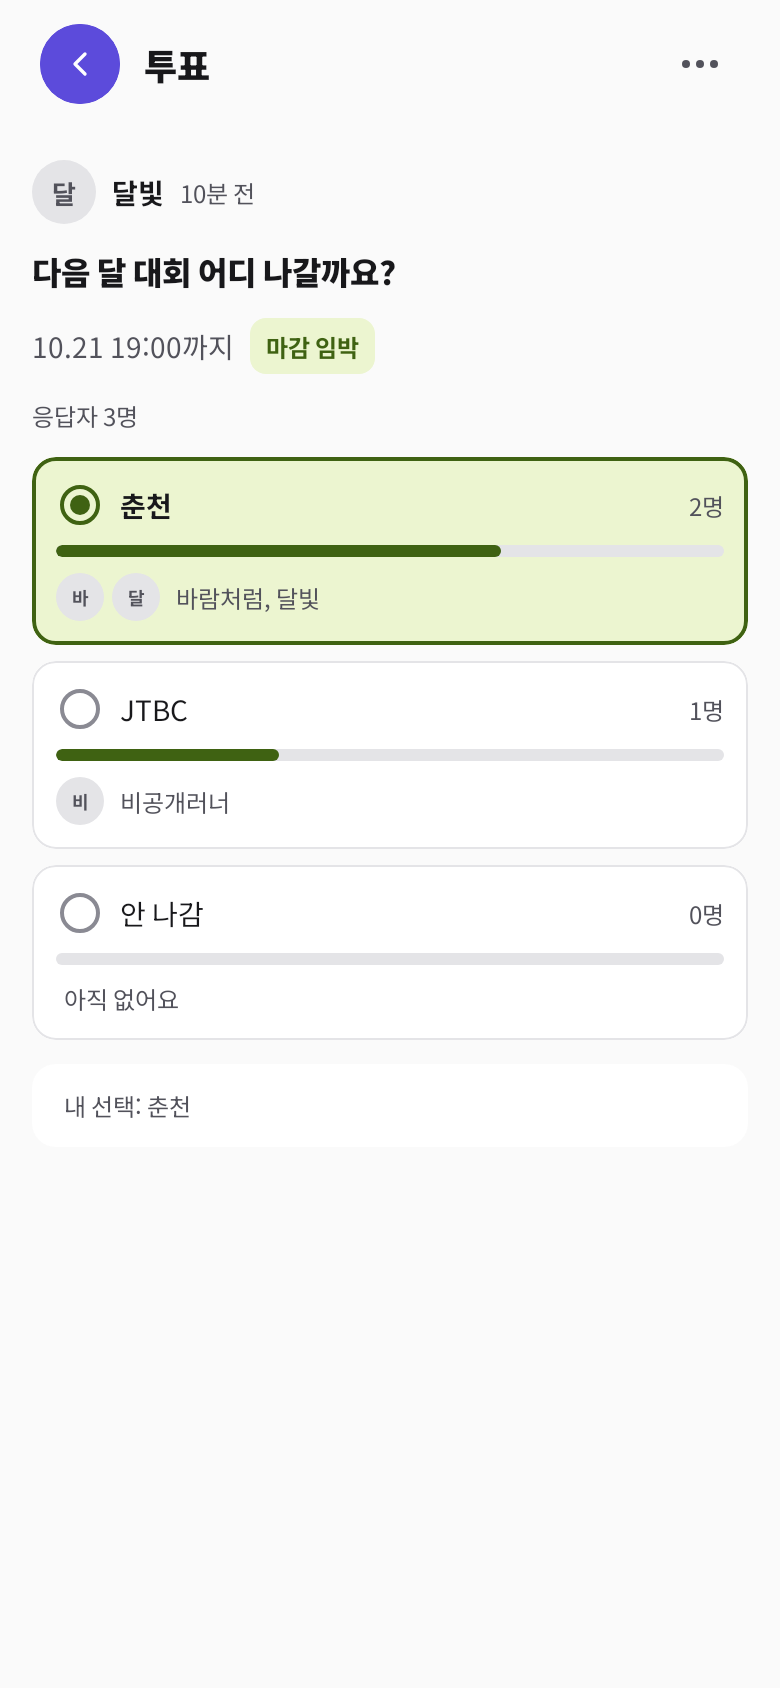 투표
달 달빛 10분 전
다음 달 대회 어디 나갈까요?
10.21 19:00까지 마감 임박
응답자 3명
춘천 2명
바 달 바람처럼, 달빛
JTBC 1명
비 비공개러너
안 나감 0명
아직 없어요
내 선택: 춘천